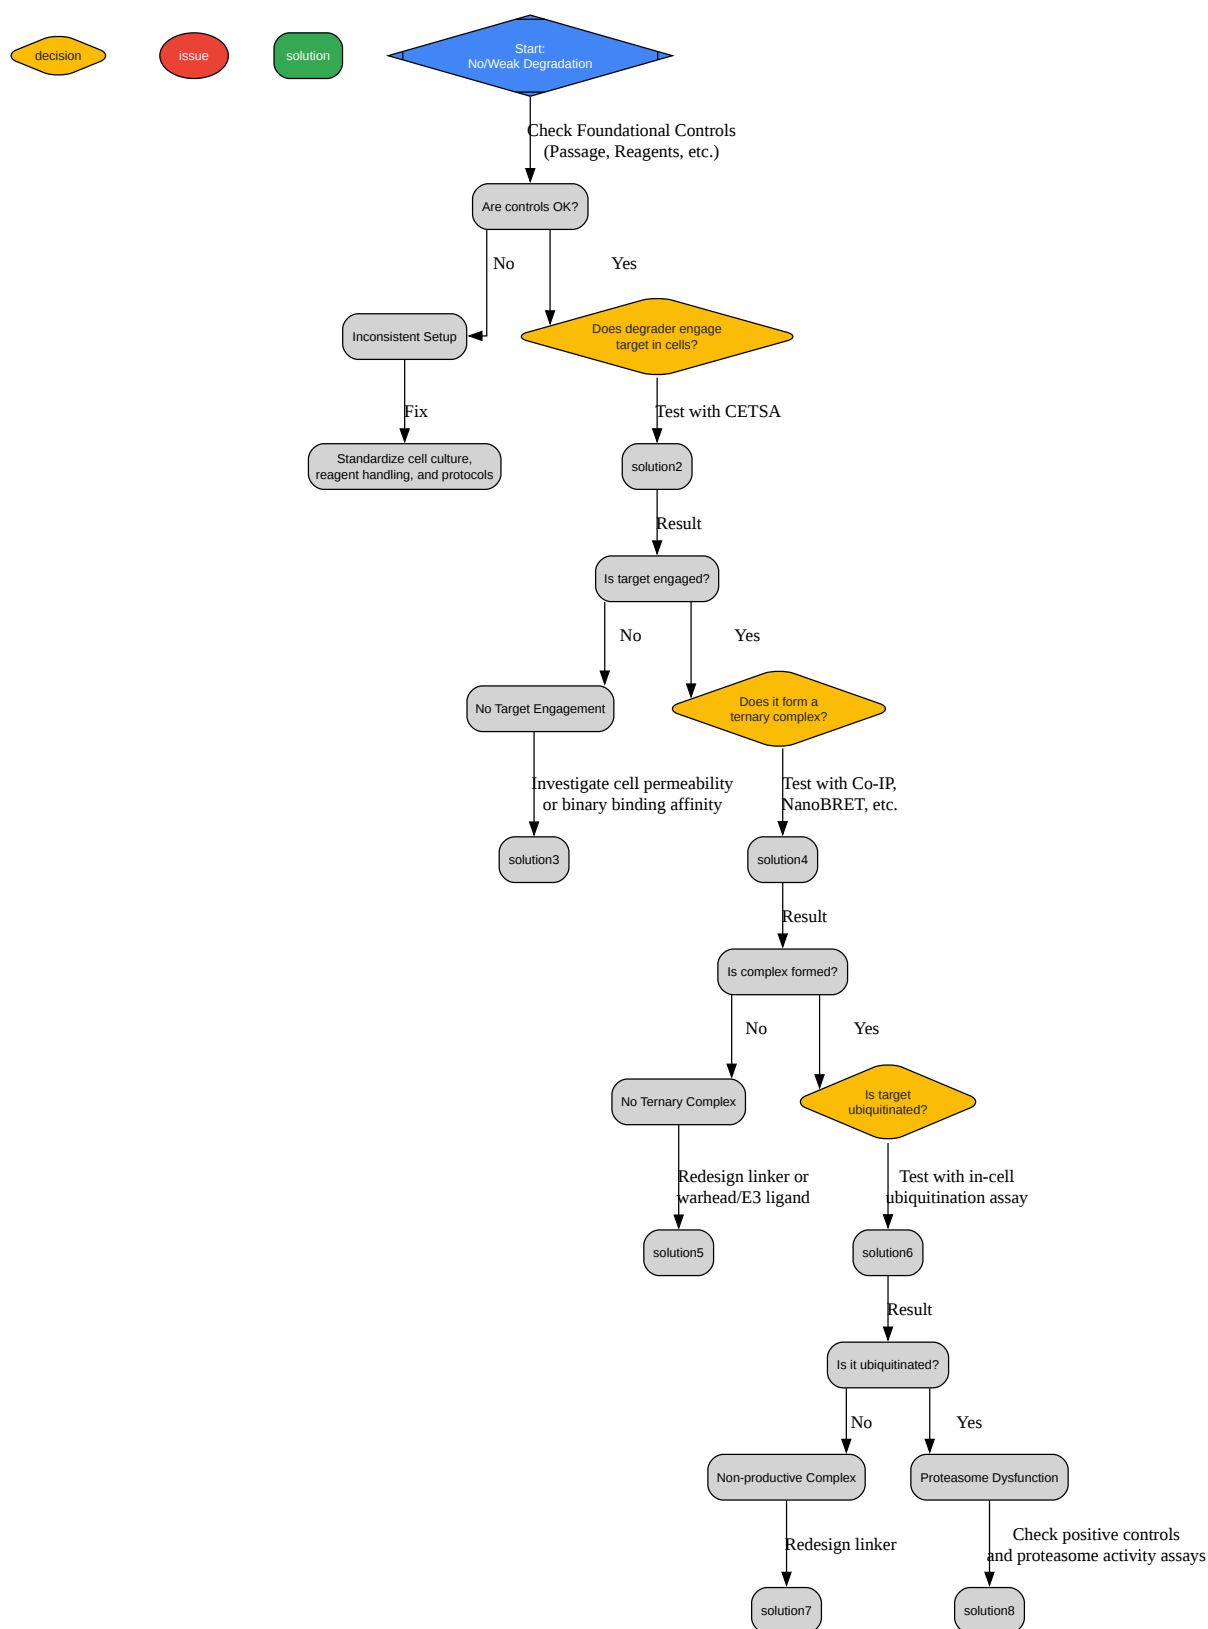 decision
issue
solution
Start:
No/Weak Degradation
Check Foundational Controls
(Passage, Reagents, etc.)
Are controls OK?
No
Yes
Inconsistent Setup
Does degrader engage
target in cells?
Fix
Test with CETSA
Standardize cell culture,
reagent handling, and protocols
solution2
Result
Is target engaged?
No
Yes
No Target Engagement
Does it form a
ternary complex?
Investigate cell permeability
or binary binding affinity
Test with Co-IP,
NanoBRET, etc.
solution3
solution4
Result
Is complex formed?
No
Yes
No Ternary Complex
Is target
ubiquitinated?
Redesign linker or
warhead/E3 ligand
Test with in-cell
ubiquitination assay
solution5
solution6
Result
Is it ubiquitinated?
No
Yes
Non-productive Complex
Proteasome Dysfunction
Redesign linker
Check positive controls
and proteasome activity assays
solution7
solution8